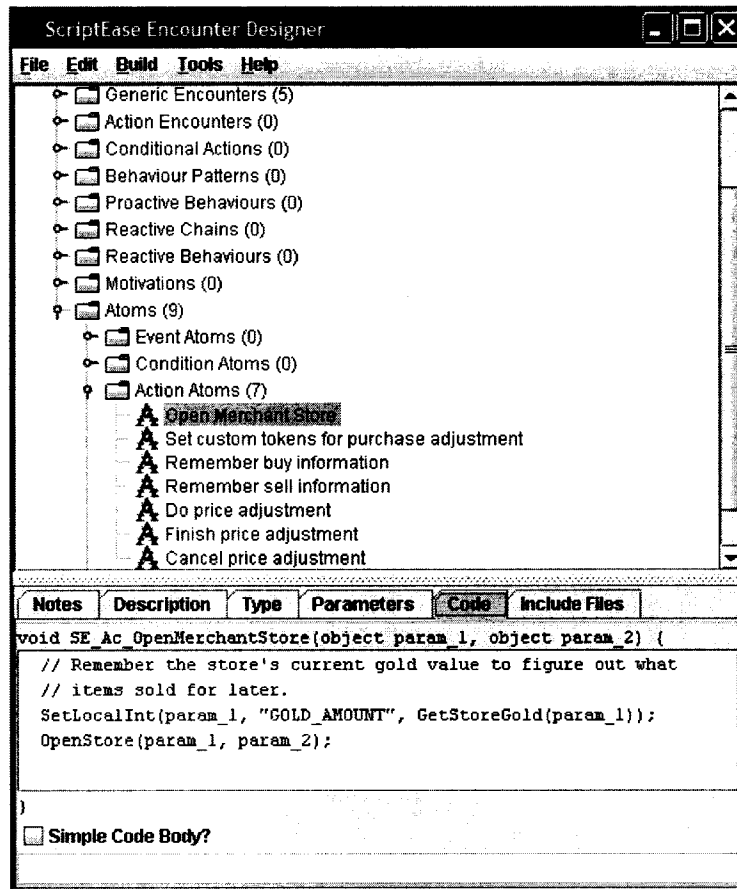 ScriptEase Encounter Designer
File Edit Build Tools Help
Generic Encounters (5)
Action Encounters (0)
Conditional Actions (0)
Behaviour Patterns (0)
Proactive Behaviours (0)
Reactive Chains (0)
Reactive Behaviours (0)
Motivations (0)
Atoms (9)
Event Atoms (0)
Condition Atoms (0)
Action Atoms (7)
A Open Merchant Store
A Set custom tokens for purchase adjustment
A Remember buy information
A Remember sell information
A Do price adjustment
A Finish price adjustment
A Cancel price adjustment
Notes Description Type Parameters Code Include Files
void SE_Ac_OpenMerchantStore(object param_1, object param_2) {
// Remember the store's current gold value to figure out what
// items sold for later.
SetLocalInt(param_1, "GOLD_AMOUNT", GetStoreGold(param_1));
OpenStore(param_1, param_2);
}
Simple Code Body?